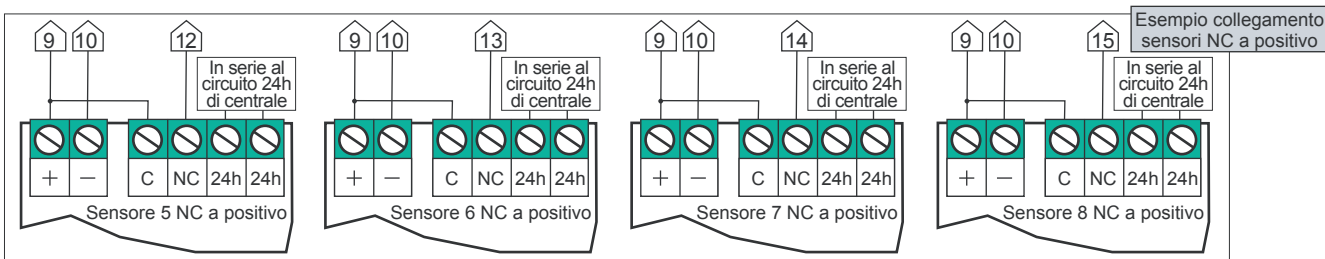 Esempio collegamento
sensori NC a positivo
9 10 12
In serie al
circuito 24h
di centrale
+ − C NC 24h 24h
Sensore 5 NC a positivo
9 10 13
In serie al
circuito 24h
di centrale
+ − C NC 24h 24h
Sensore 6 NC a positivo
9 10 14
In serie al
circuito 24h
di centrale
+ − C NC 24h 24h
Sensore 7 NC a positivo
9 10 15
In serie al
circuito 24h
di centrale
+ − C NC 24h 24h
Sensore 8 NC a positivo